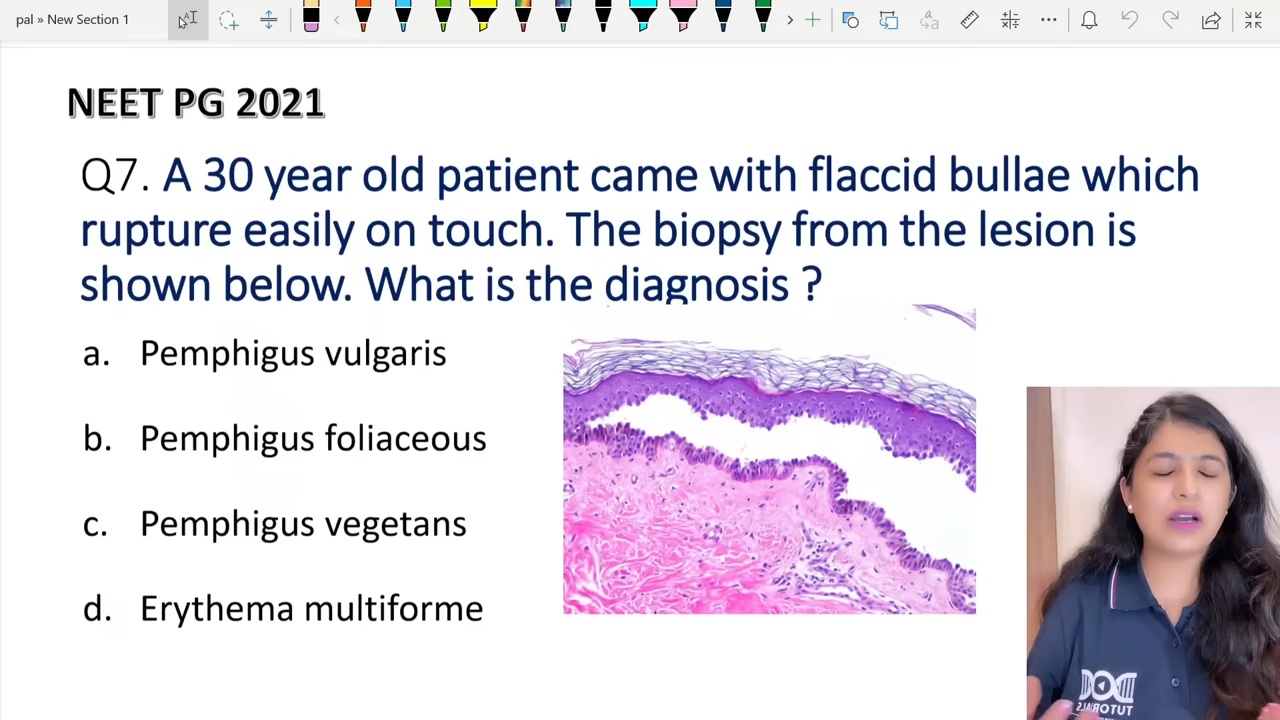 pal » New Section 1
NEET PG 2021
Q7. A 30 year old patient came with flaccid bullae which
rupture easily on touch. The biopsy from the lesion is
shown below. What is the diagnosis ?
a. Pemphigus vulgaris
b. Pemphigus foliaceous
c. Pemphigus vegetans
d. Erythema multiforme
DOC
TUTORIALS